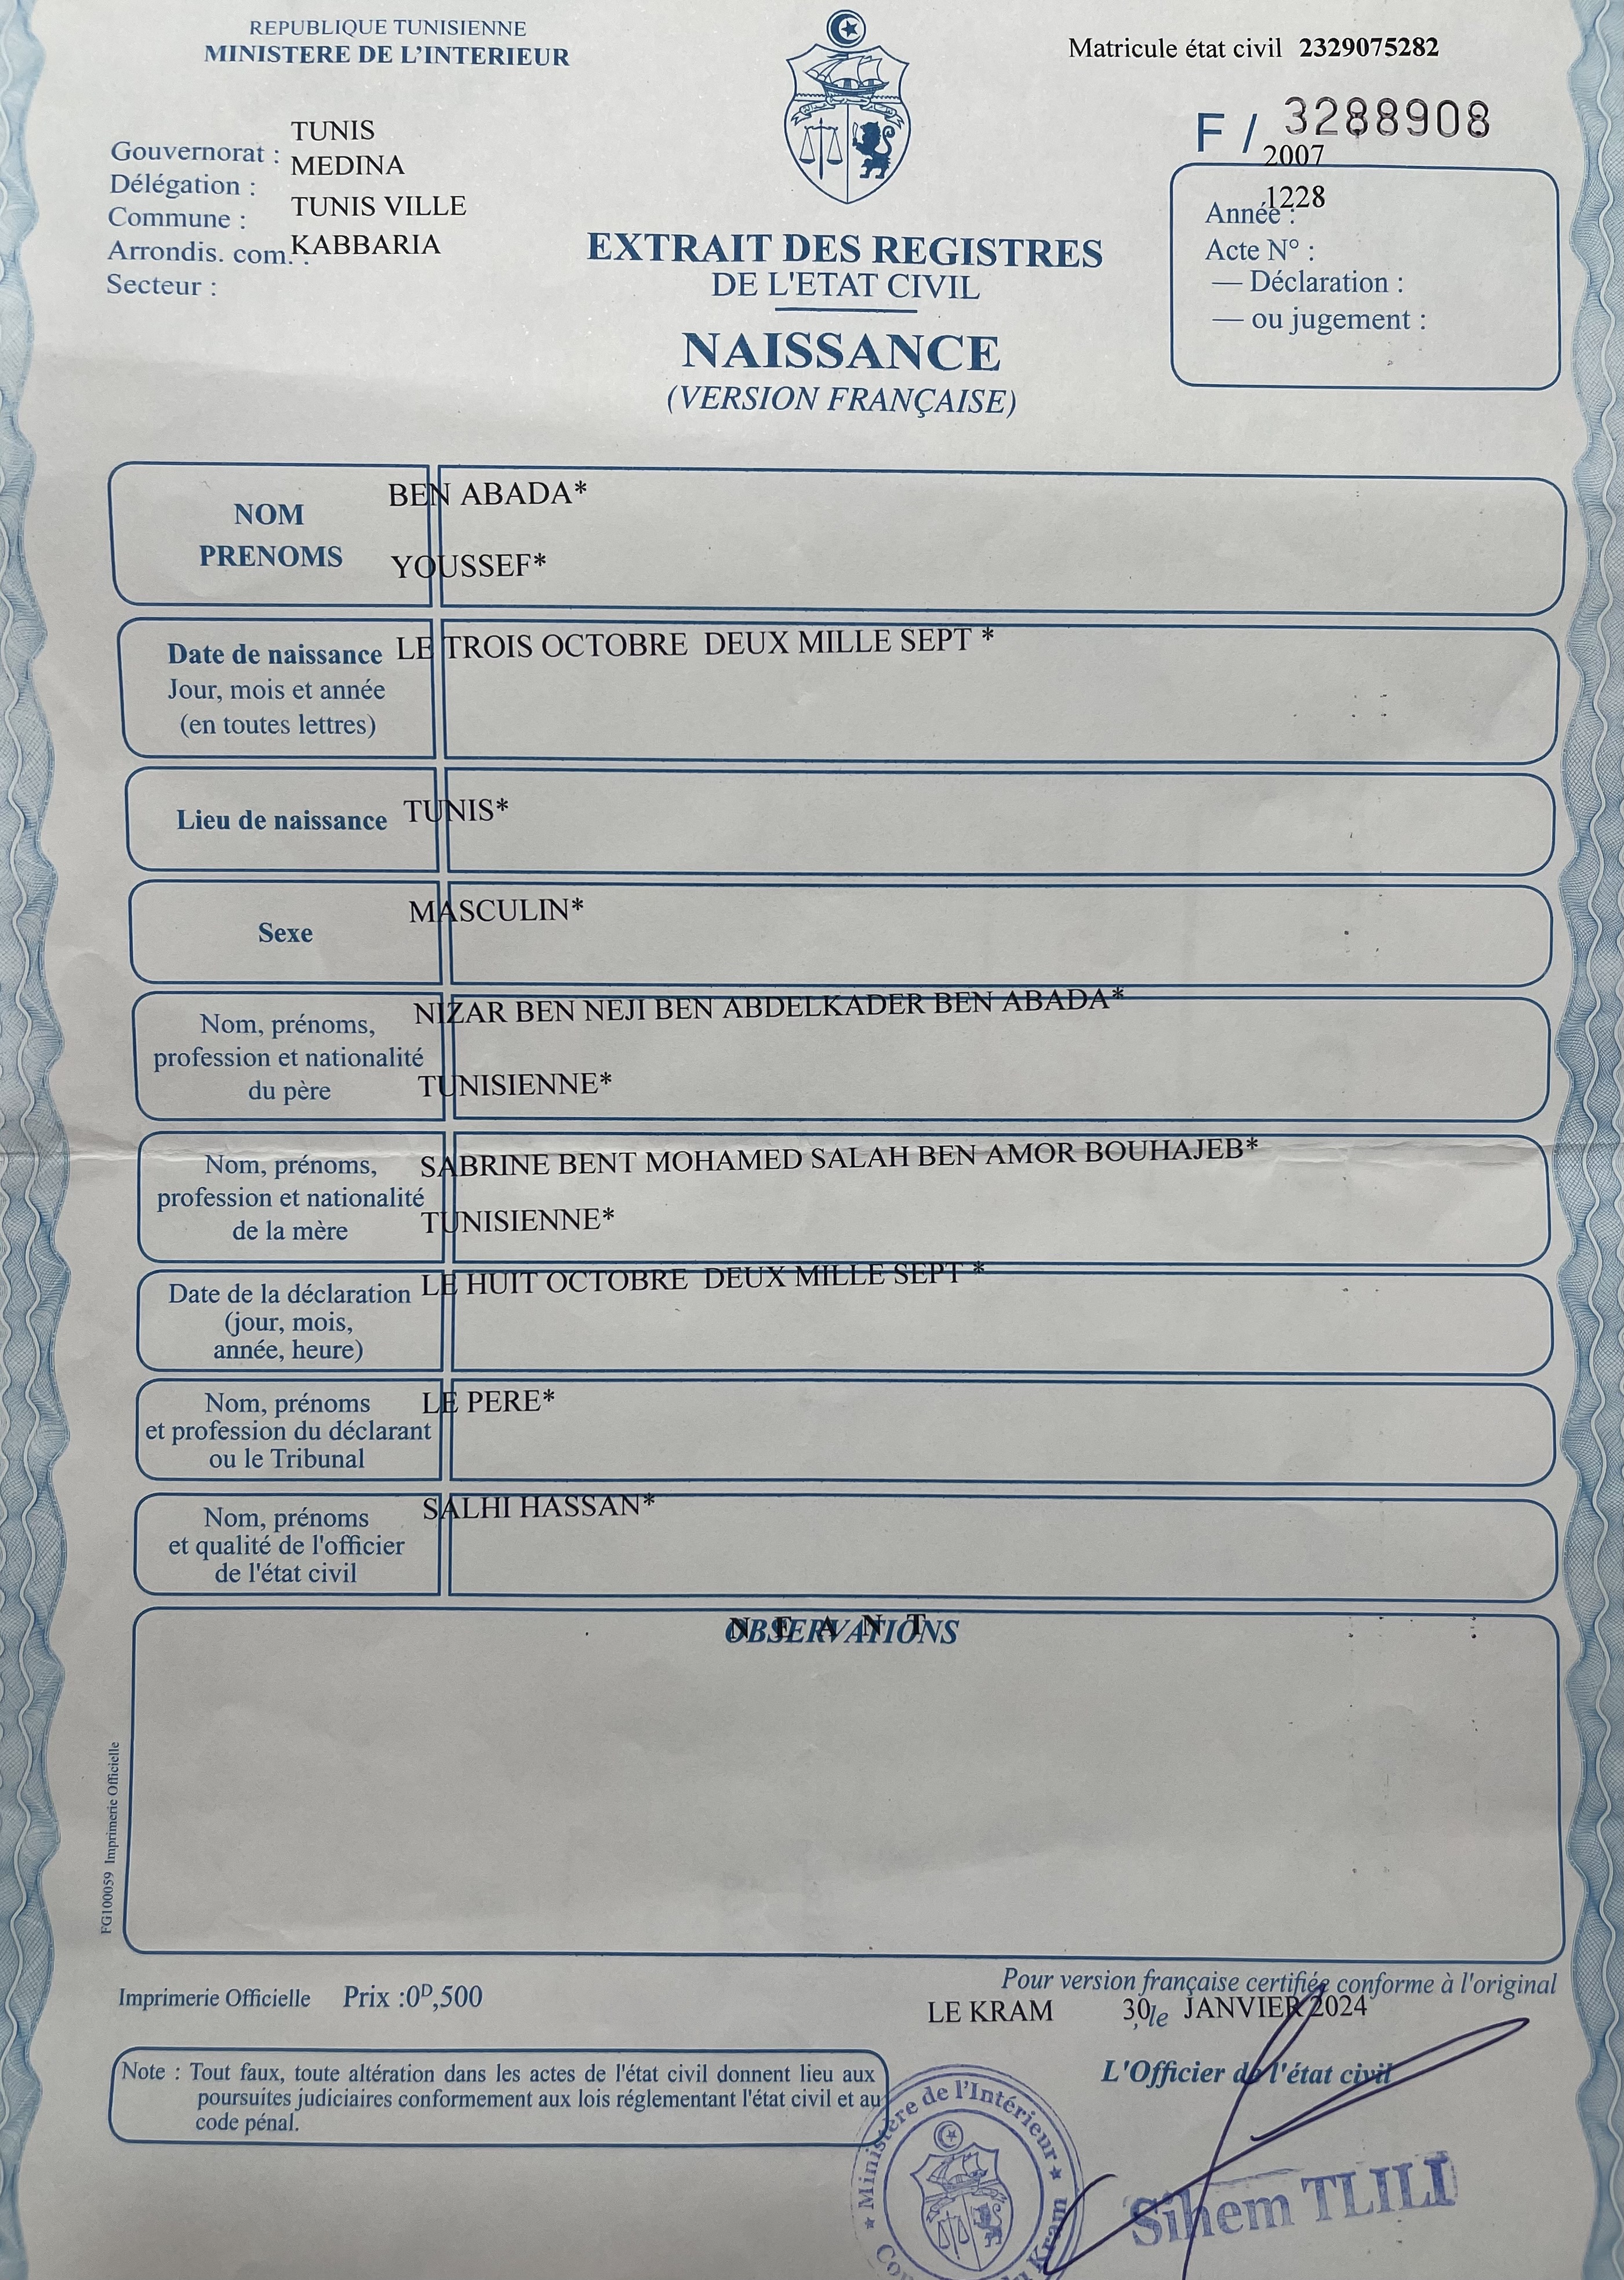 REPUBLIQUE TUNISIENNE
MINISTERE DE L'INTERIEUR
Matricule état civil 2329075282
F / 3288908
Gouvernorat : TUNIS
Délégation : MEDINA
Commune : TUNIS VILLE
Arrondis. com. : KABBARIA
Secteur :
2007
1228
Année :
Acte N° :
— Déclaration :
— ou jugement :
EXTRAIT DES REGISTRES
DE L'ETAT CIVIL
NAISSANCE
(VERSION FRANÇAISE)
NOM
BEN ABADA*
PRENOMS
YOUSSEF*
Date de naissance
Jour, mois et année
(en toutes lettres)
LE TROIS OCTOBRE DEUX MILLE SEPT *
Lieu de naissance
TUNIS*
Sexe
MASCULIN*
Nom, prénoms,
profession et nationalité
du père
NIZAR BEN NEJI BEN ABDELKADER BEN ABADA*
TUNISIENNE*
Nom, prénoms,
profession et nationalité
de la mère
SABRINE BENT MOHAMED SALAH BEN AMOR BOUHAJEB*
TUNISIENNE*
Date de la déclaration
(jour, mois,
année, heure)
LE HUIT OCTOBRE DEUX MILLE SEPT *
Nom, prénoms
et profession du déclarant
ou le Tribunal
LE PERE*
Nom, prénoms
et qualité de l'officier
de l'état civil
SALHI HASSAN*
OBSERVATIONS
N E A N T
FG100059 Imprimerie Officielle
Imprimerie Officielle Prix :0ᴰ,500
Pour version française certifiée conforme à l'original
LE KRAM 30, le JANVIER 2024
L'Officier de l'état civil
Note : Tout faux, toute altération dans les actes de l'état civil donnent lieu aux
poursuites judiciaires conformement aux lois réglementant l'état civil et au
code pénal.
Ministère de l'Intérieur
Kram
Sihem TLILI